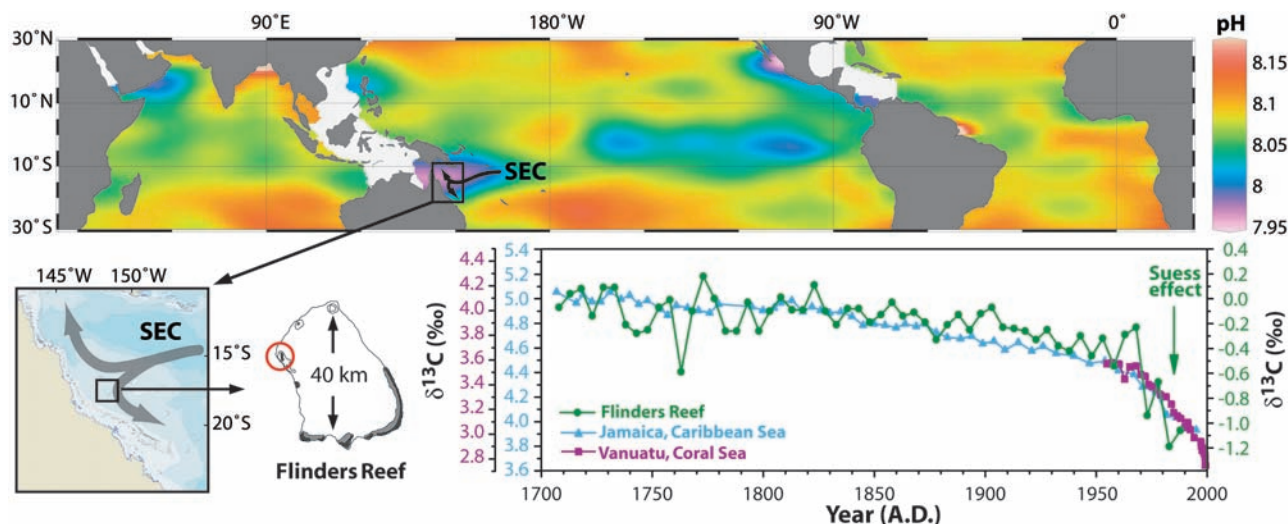 90˚E
180˚W
90˚W
0˚
pH
30˚N
10˚N
10˚S
30˚S
SEC
8.15
8.1
8.05
8
7.95
145˚W
150˚W
SEC
15˚S
20˚S
40 km
Flinders Reef
δ13C (‰)
4.4
4.2
4.0
3.8
3.6
3.4
3.2
3.0
2.8
5.4
5.2
5.0
4.8
4.6
4.4
4.2
4.0
3.8
3.6
Suess
effect
Flinders Reef
Jamaica, Caribbean Sea
Vanuatu, Coral Sea
0.4
0.2
0.0
-0.2
-0.4
-0.6
-0.8
-1.0
-1.2
δ13C (‰)
1700
1750
1800
1850
1900
1950
2000
Year (A.D.)